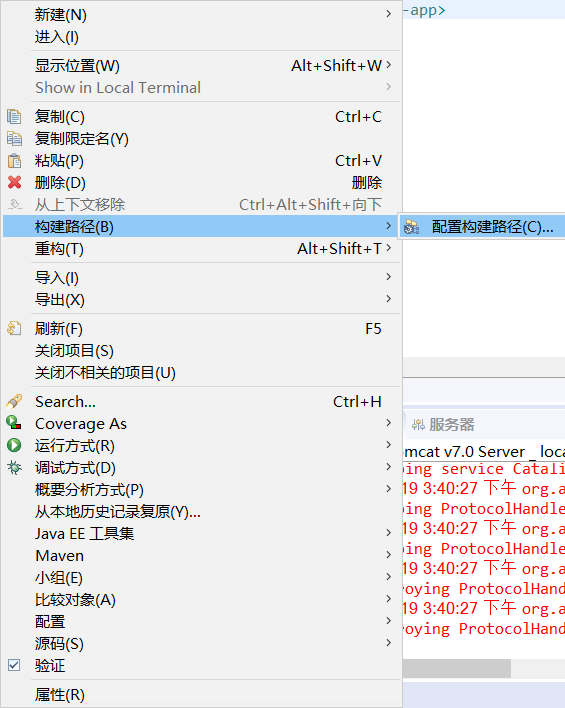 新建(N)
-app>
进入(I)
显示位置(W) Alt+Shift+W
Show in Local Terminal
复制(C) Ctrl+C
复制限定名(Y)
粘贴(P) Ctrl+V
删除(D) 删除
从上下文移除 Ctrl+Alt+Shift+向下
构建路径(B) 配置构建路径(C)...
重构(T) Alt+Shift+T
导入(I)
导出(X)
刷新(F) F5
关闭项目(S)
关闭不相关的项目(U)
Search... Ctrl+H
Coverage As
运行方式(R)
调试方式(D)
概要分析方式(P)
从本地历史记录复原(Y)...
Java EE 工具集
Maven
小组(E)
比较对象(A)
配置
源码(S)
验证
属性(R)
服务器
mcat v7.0 Server _ loca
ping service Catali
19 3:40:27 下午 org.a
ing ProtocolHandle
19 3:40:27 下午 org.a
ing ProtocolHandle
19 3:40:27 下午 org.a
roying ProtocolHand
19 3:40:27 下午 org.a
roying ProtocolHand